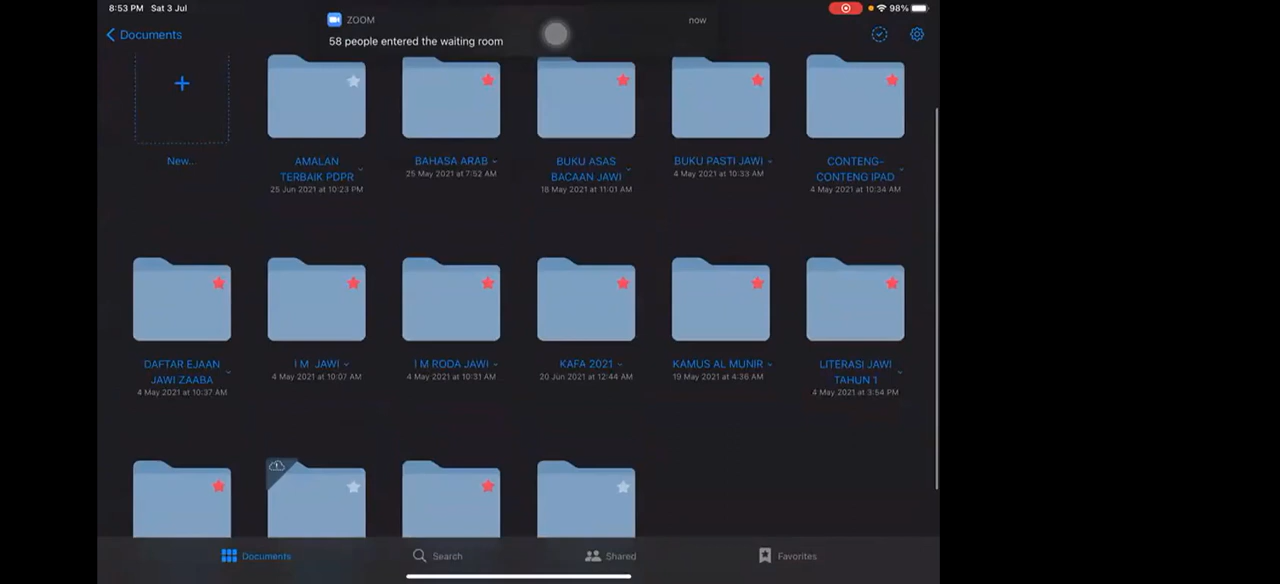 8:53 PM Sat 3 Jul
98%
ZOOM
now
58 people entered the waiting room
Documents
New...
AMALAN
TERBAIK PDPR
25 Jun 2021 at 10:23 PM
BAHASA ARAB
25 May 2021 at 7:52 AM
BUKU ASAS
BACAAN JAWI
18 May 2021 at 11:01 AM
BUKU PASTI JAWI
4 May 2021 at 10:33 AM
CONTENG-
CONTENG IPAD
4 May 2021 at 10:34 AM
DAFTAR EJAAN
JAWI ZAABA
4 May 2021 at 10:37 AM
I M JAWI
4 May 2021 at 10:07 AM
I M RODA JAWI
4 May 2021 at 10:31 AM
KAFA 2021
20 Jun 2021 at 12:44 AM
KAMUS AL MUNIR
19 May 2021 at 4:36 AM
LITERASI JAWI
TAHUN 1
4 May 2021 at 3:54 PM
Documents
Search
Shared
Favorites